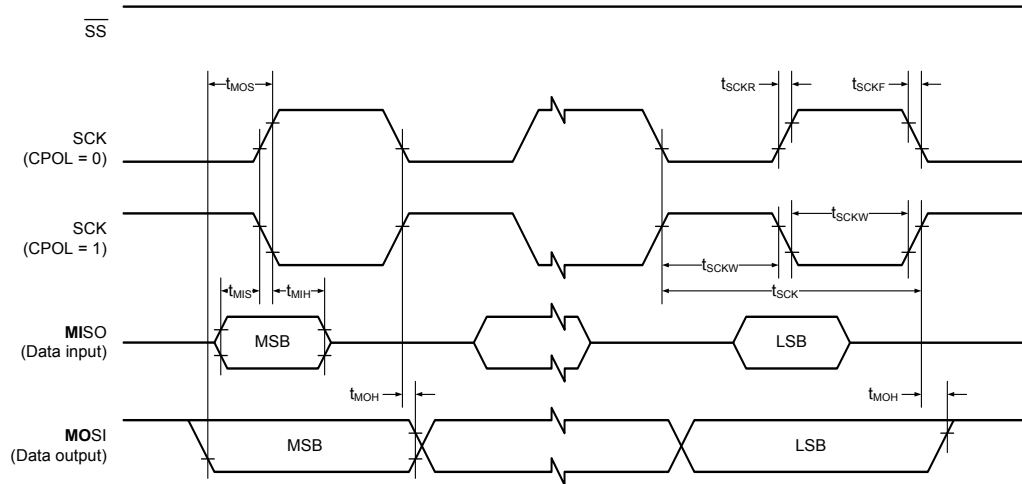 SS
tMOS
tSCKR
tSCKF
SCK
(CPOL = 0)
SCK
(CPOL = 1)
tSCKW
tSCKW
tMIS
tMIH
tSCK
MISO
(Data input)
MSB
LSB
tMOH
tMOH
MOSI
(Data output)
MSB
LSB